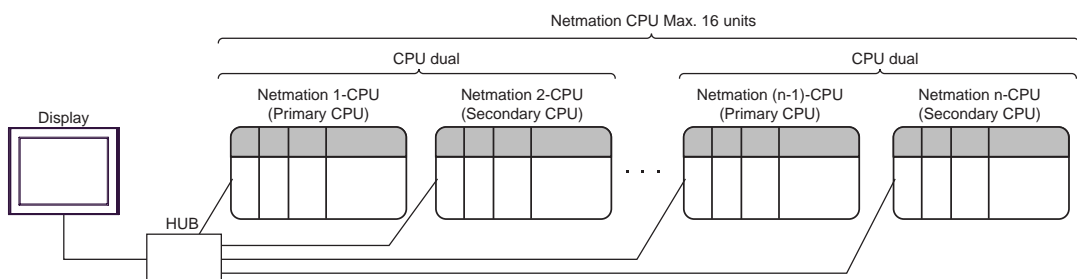 Netmation CPU Max. 16 units
CPU dual
CPU dual
Netmation 1-CPU
(Primary CPU)
Netmation 2-CPU
(Secondary CPU)
Netmation (n-1)-CPU
(Primary CPU)
Netmation n-CPU
(Secondary CPU)
Display
. . .
HUB